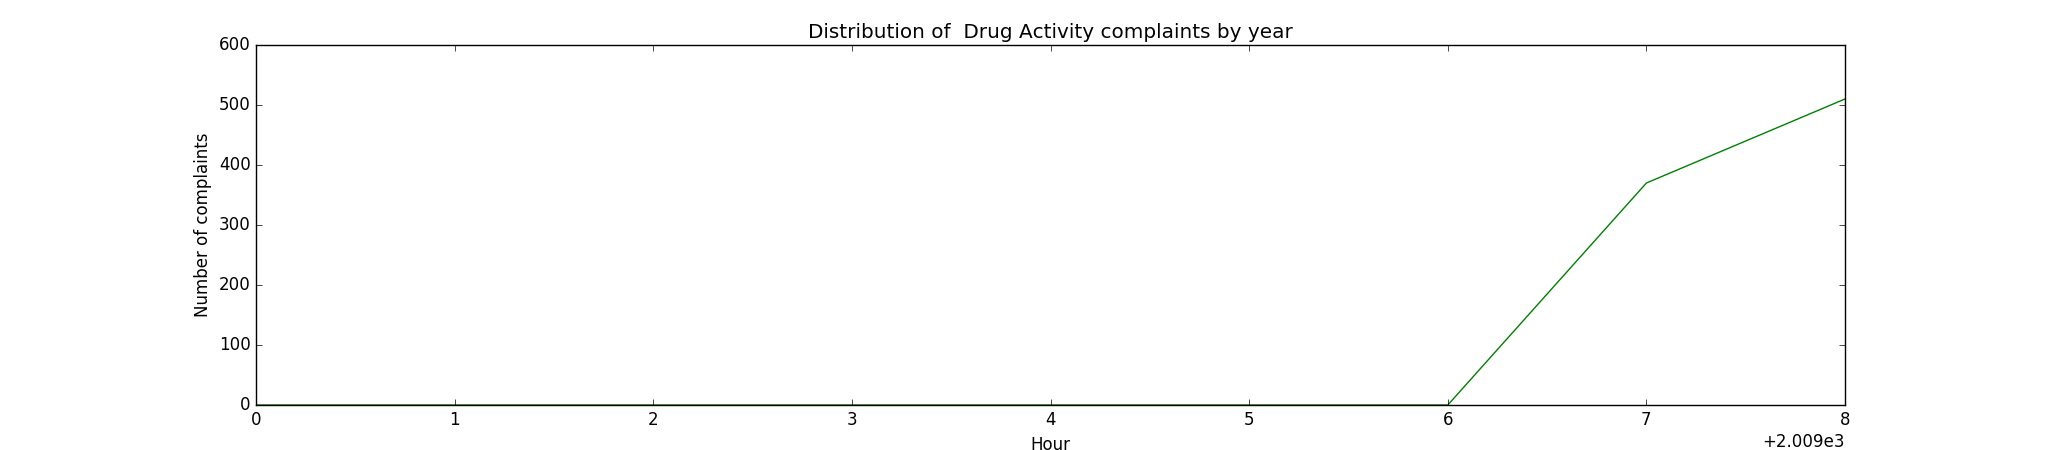 Distribution of  Drug Activity complaints by year
600
500
400
300
200
100
0
Number of complaints
0 1 2 3 4 5 6 7 8
Hour
+2.009e3